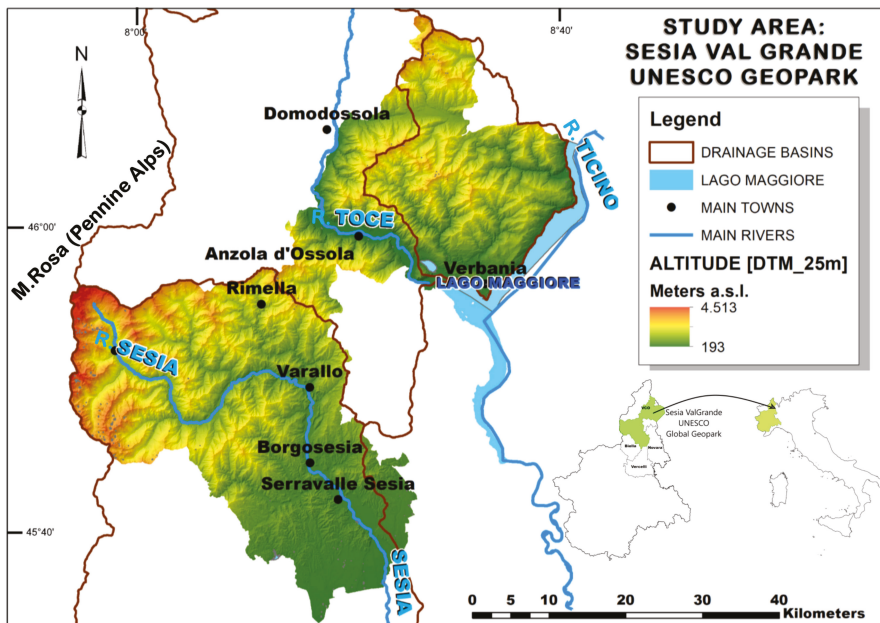 8°00'
8°40'
STUDY AREA:
SESIA VAL GRANDE
UNESCO GEOPARK
N
Legend
DRAINAGE BASINS
LAGO MAGGIORE
MAIN TOWNS
MAIN RIVERS
ALTITUDE [DTM_25m]
Meters a.s.l.
4.513
193
Domodossola
R. TICINO
M.Rosa (Pennine Alps)
46°00'
R. TOCE
Anzola d'Ossola
Verbania
LAGO MAGGIORE
Rimella
R. SESIA
Varallo
Borgosesia
Serravalle Sesia
45°40'
SESIA
VCO
Sesia ValGrande
UNESCO
Global Geopark
Biella
Novara
Vercelli
0 5 10 20 30 40
Kilometers